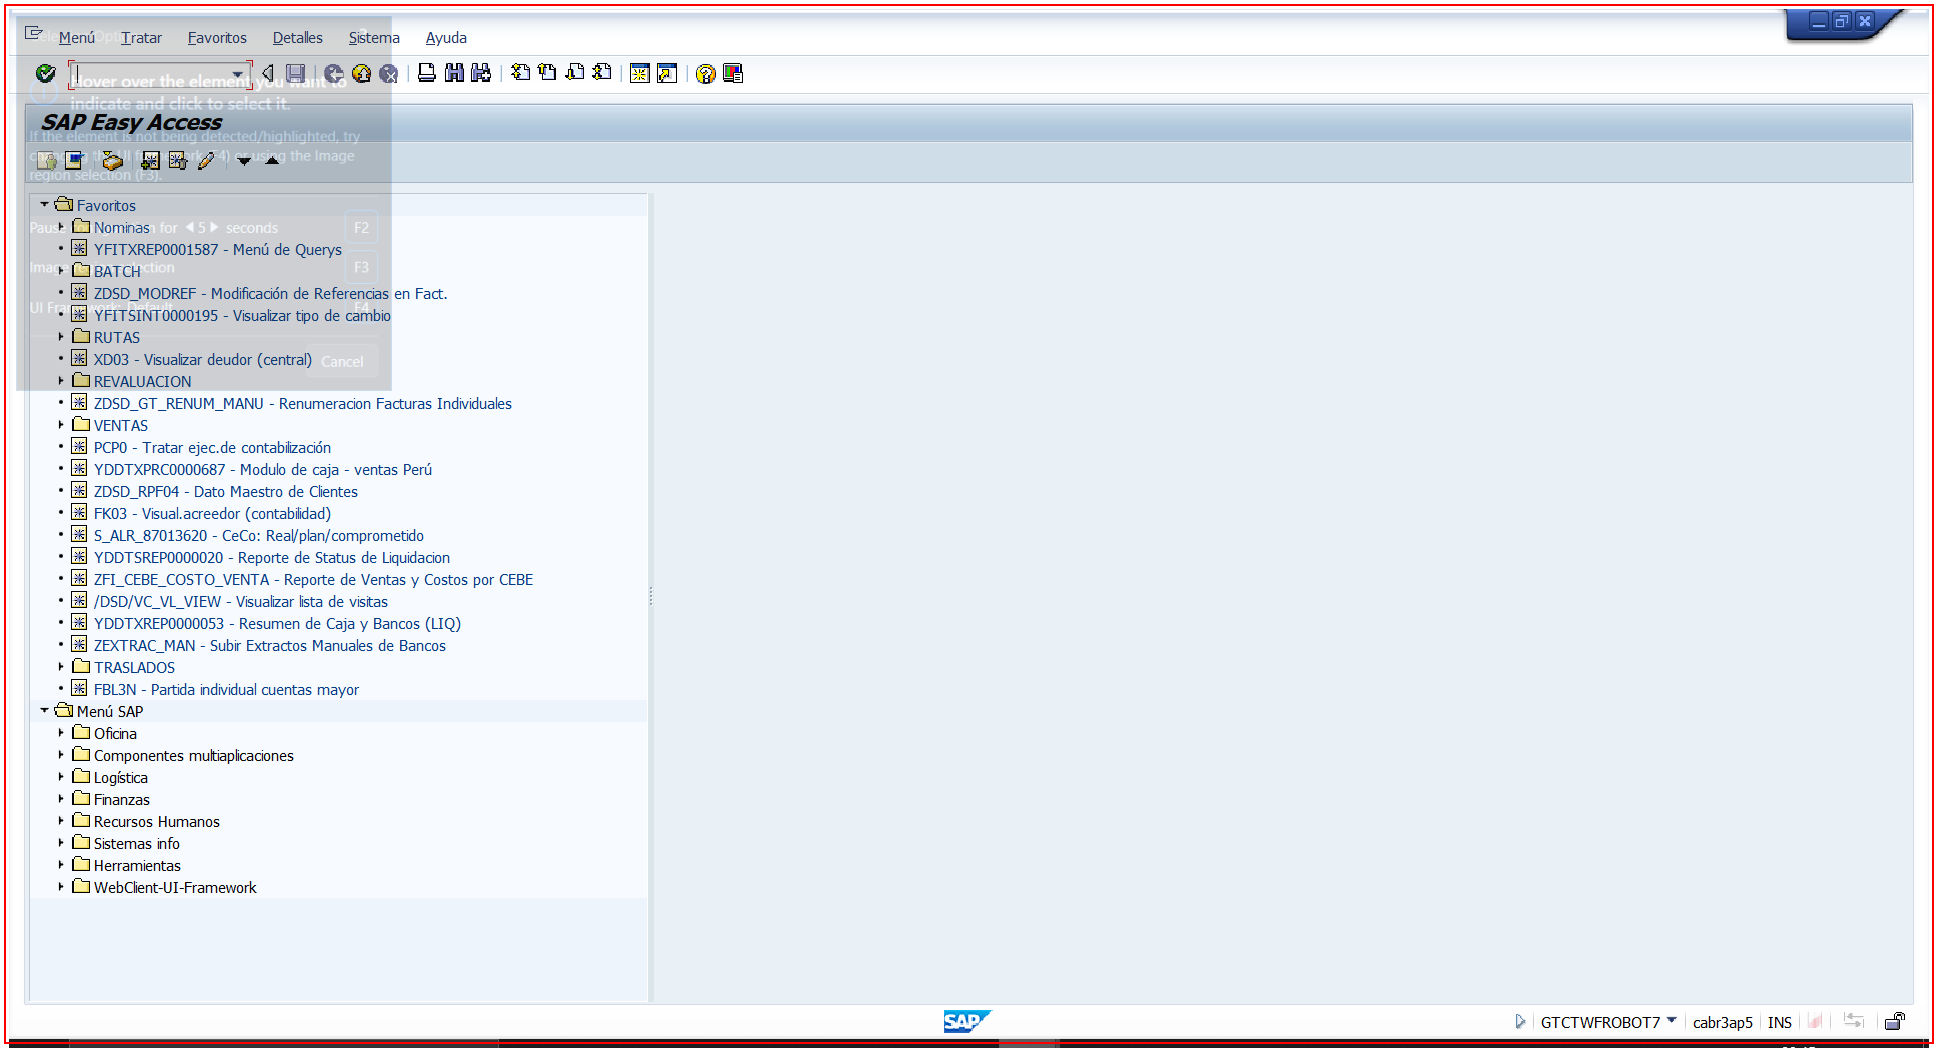 Menú Tratar Favoritos Detalles Sistema Ayuda
Hover over the element you want to
indicate and click to select it.
SAP Easy Access
If the element is not being detected/highlighted, try
changing the UI framework (F4) or using the Image
region selection (F3).
Favoritos
Nominas
Pause for 5 seconds F2
YFITXREP0001587 - Menú de Querys
Image selection F3
BATCH
ZDSD_MODREF - Modificación de Referencias en Fact.
UI Framework: Default F4
YFITSINT0000195 - Visualizar tipo de cambio
RUTAS
XD03 - Visualizar deudor (central)
Cancel
REVALUACION
ZDSD_GT_RENUM_MANU - Renumeracion Facturas Individuales
VENTAS
PCP0 - Tratar ejec.de contabilización
YDDTXPRC0000687 - Modulo de caja - ventas Perú
ZDSD_RPF04 - Dato Maestro de Clientes
FK03 - Visual.acreedor (contabilidad)
S_ALR_87013620 - CeCo: Real/plan/comprometido
YDDTSREP0000020 - Reporte de Status de Liquidacion
ZFI_CEBE_COSTO_VENTA - Reporte de Ventas y Costos por CEBE
/DSD/VC_VL_VIEW - Visualizar lista de visitas
YDDTXREP0000053 - Resumen de Caja y Bancos (LIQ)
ZEXTRAC_MAN - Subir Extractos Manuales de Bancos
TRASLADOS
FBL3N - Partida individual cuentas mayor
Menú SAP
Oficina
Componentes multiaplicaciones
Logística
Finanzas
Recursos Humanos
Sistemas info
Herramientas
WebClient-UI-Framework
SAP
GTCTWFROBOT7 cabr3ap5 INS